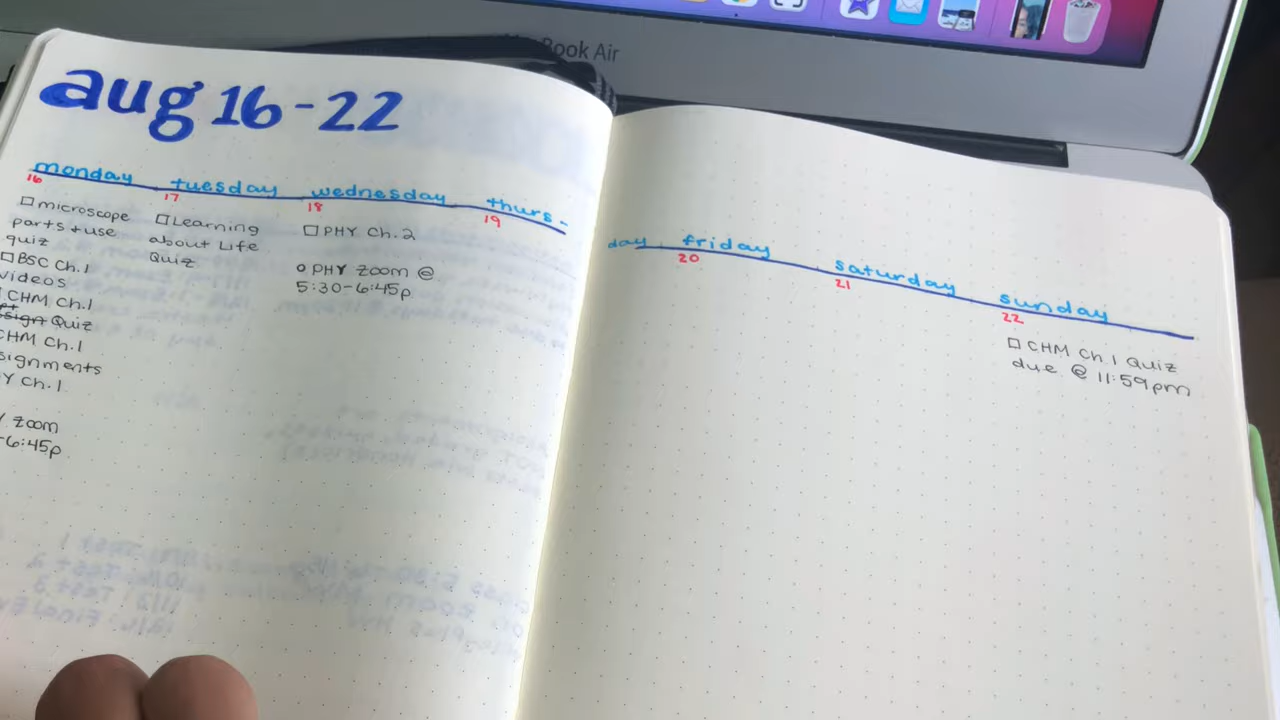 MacBook Air
aug 16-22
monday tuesday wednesday thurs-
16 17 18 19
day friday saturday sunday
20 21 22
☐ microscope
parts + use
quiz
☐ BSC Ch.1
videos
CHM Ch.1
Quiz
CHM Ch.1
signments
Y Ch.1
zoom
-6:45p
☐ Learning
about Life
Quiz
☐ PHY Ch.2
o PHY zoom @
5:30-6:45p
☐ CHM Ch.1 Quiz
due @ 11:59pm